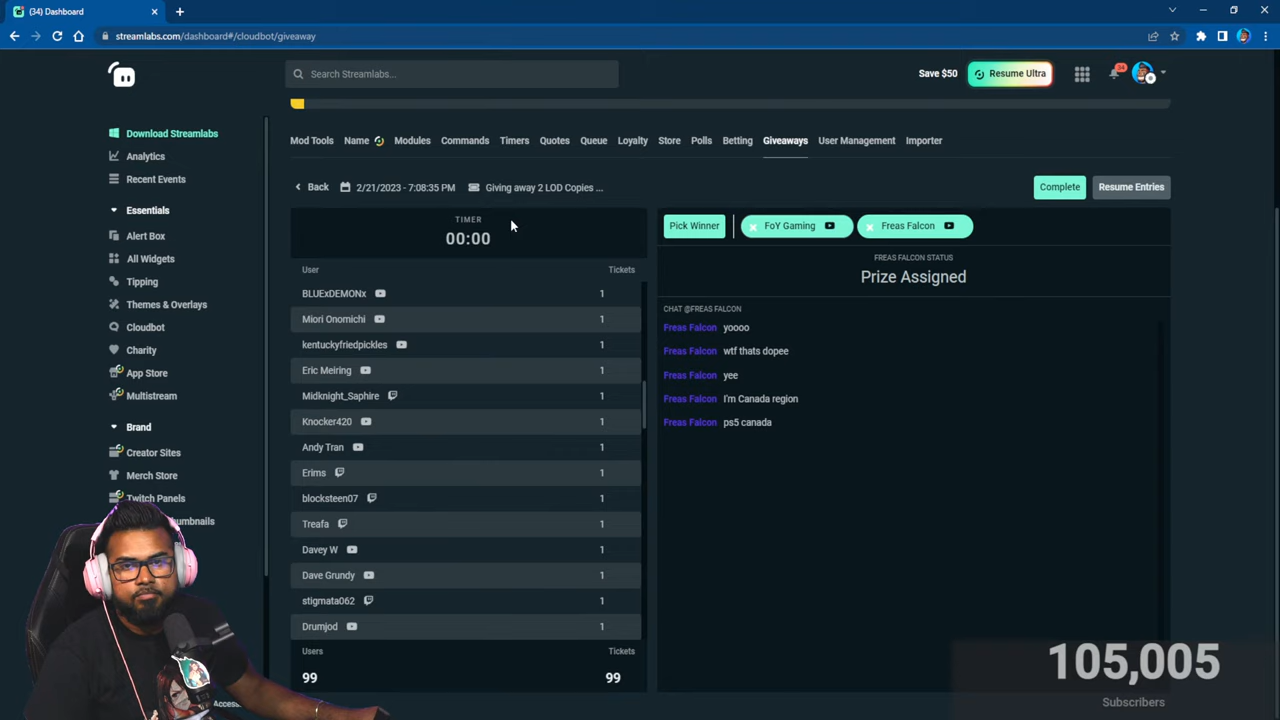 (34) Dashboard
streamlabs.com/dashboard#/cloudbot/giveaway
Search Streamlabs...
Save $50
Resume Ultra
34
Download Streamlabs
Analytics
Recent Events
Essentials
Alert Box
All Widgets
Tipping
Themes & Overlays
Cloudbot
Charity
App Store
Multistream
Brand
Creator Sites
Merch Store
Twitch Panels
humbnails
Access
Mod Tools Name Modules Commands Timers Quotes Queue Loyalty Store Polls Betting Giveaways User Management Importer
Back 2/21/2023 - 7:08:35 PM Giving away 2 LOD Copies ...
Complete Resume Entries
TIMER
00:00
User Tickets
BLUExDEMONx 1
Miori Onomichi 1
kentuckyfriedpickles 1
Eric Meiring 1
Midknight_Saphire 1
Knocker420 1
Andy Tran 1
Erims 1
blocksteen07 1
Treafa 1
Davey W 1
Dave Grundy 1
stigmata062 1
Drumjod 1
Users Tickets
99 99
Pick Winner FoY Gaming Freas Falcon
FREAS FALCON STATUS
Prize Assigned
CHAT @FREAS FALCON
Freas Falcon yoooo
Freas Falcon wtf thats dopee
Freas Falcon yee
Freas Falcon I'm Canada region
Freas Falcon ps5 canada
105,005
Subscribers